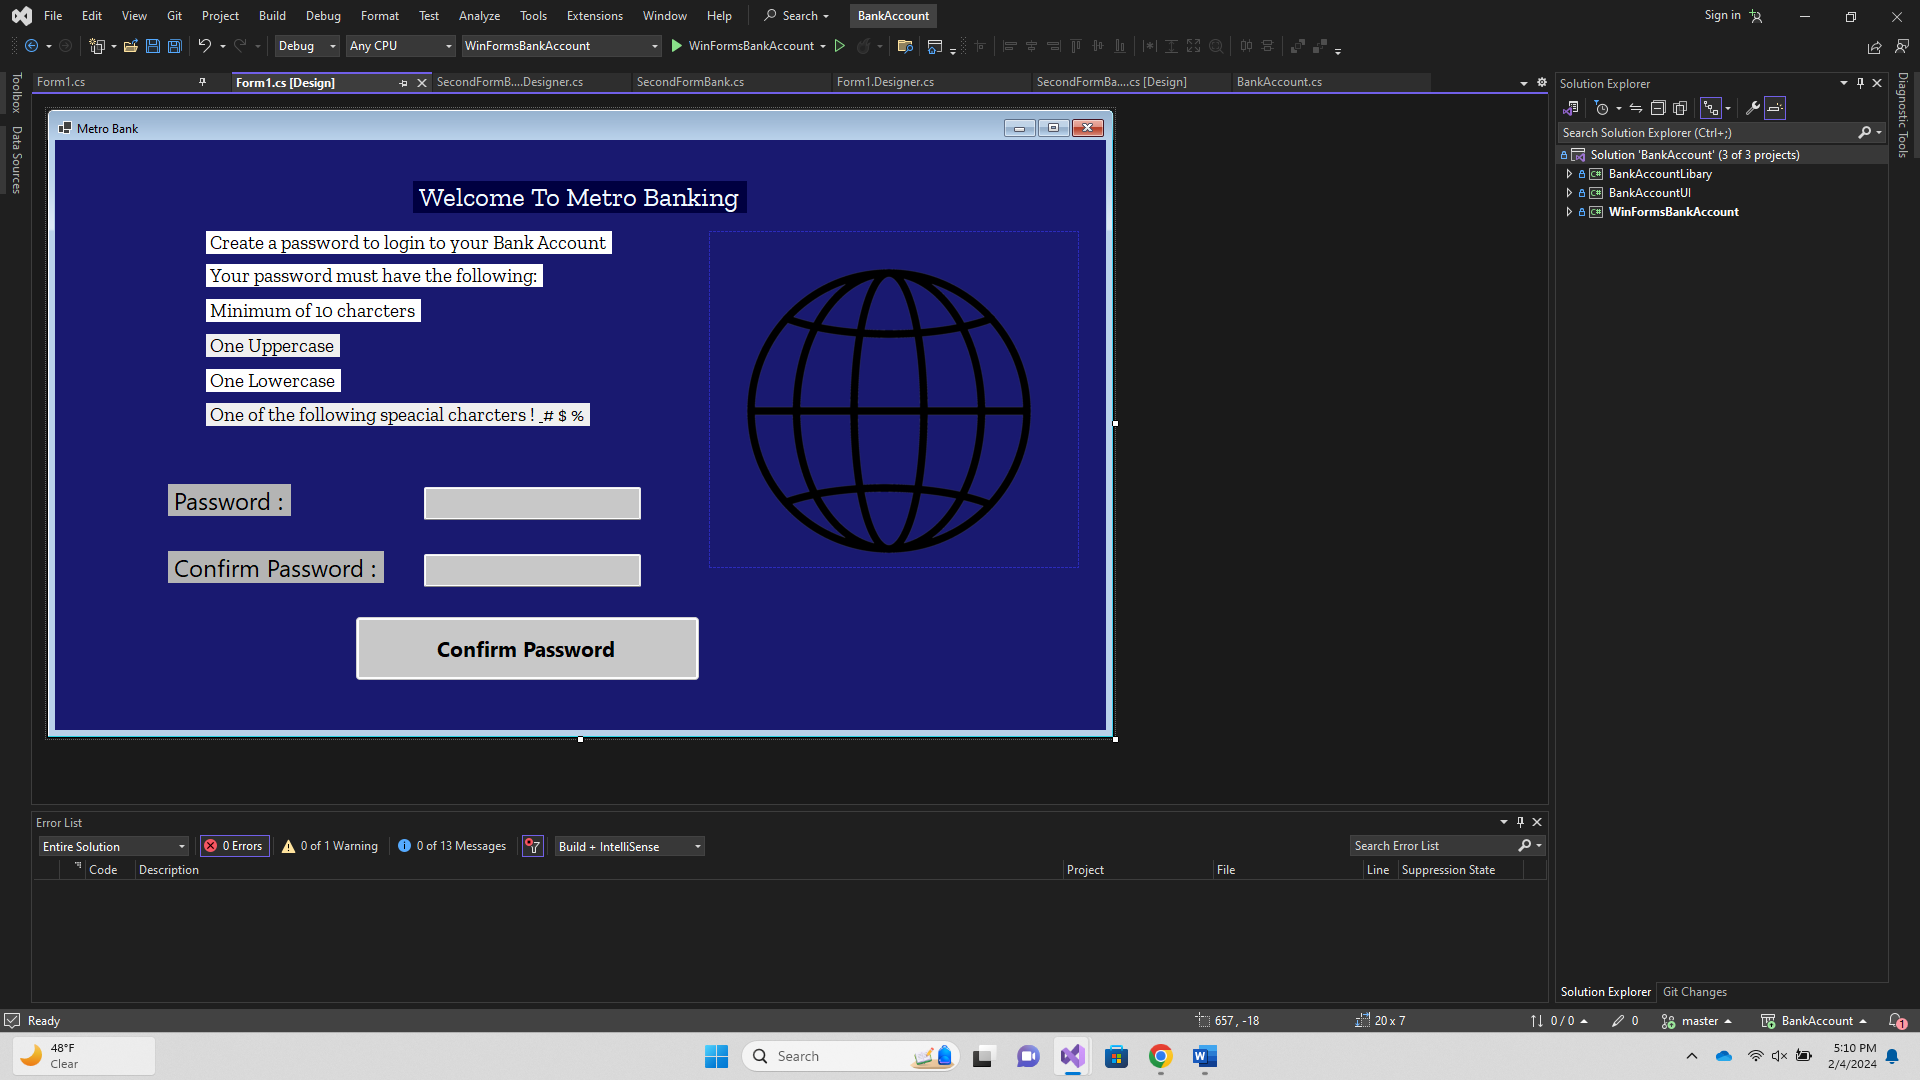 File Edit View Git Project Build Debug Format Test Analyze Tools Extensions Window Help Search BankAccount Sign in
Debug Any CPU WinFormsBankAccount WinFormsBankAccount
Form1.cs Form1.cs [Design] SecondFormB....Designer.cs SecondFormBank.cs Form1.Designer.cs SecondFormBa....cs [Design] BankAccount.cs
Toolbox
Data Sources
Metro Bank
Welcome To Metro Banking
Create a password to login to your Bank Account
Your password must have the following:
Minimum of 10 charcters
One Uppercase
One Lowercase
One of the following speacial charcters ! _# $ %
Password :
Confirm Password :
Confirm Password
Solution Explorer
Search Solution Explorer (Ctrl+;)
Solution 'BankAccount' (3 of 3 projects)
BankAccountLibary
BankAccountUI
WinFormsBankAccount
Diagnostic Tools
Error List
Entire Solution 0 Errors 0 of 1 Warning 0 of 13 Messages Build + IntelliSense Search Error List
Code Description Project File Line Suppression State
Solution Explorer Git Changes
Ready 657 , -18 20 x 7 0 / 0 0 master BankAccount 1
48°F
Clear
Search
5:10 PM
2/4/2024